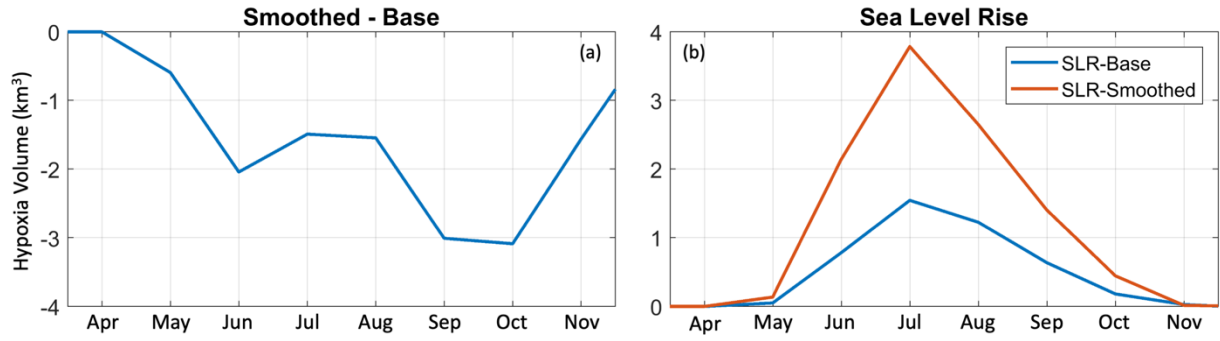 Smoothed - Base
(a)
Hypoxia Volume (km³)
0
-1
-2
-3
-4
Apr May Jun Jul Aug Sep Oct Nov
Sea Level Rise
(b)
SLR-Base
SLR-Smoothed
4
3
2
1
0
Apr May Jun Jul Aug Sep Oct Nov